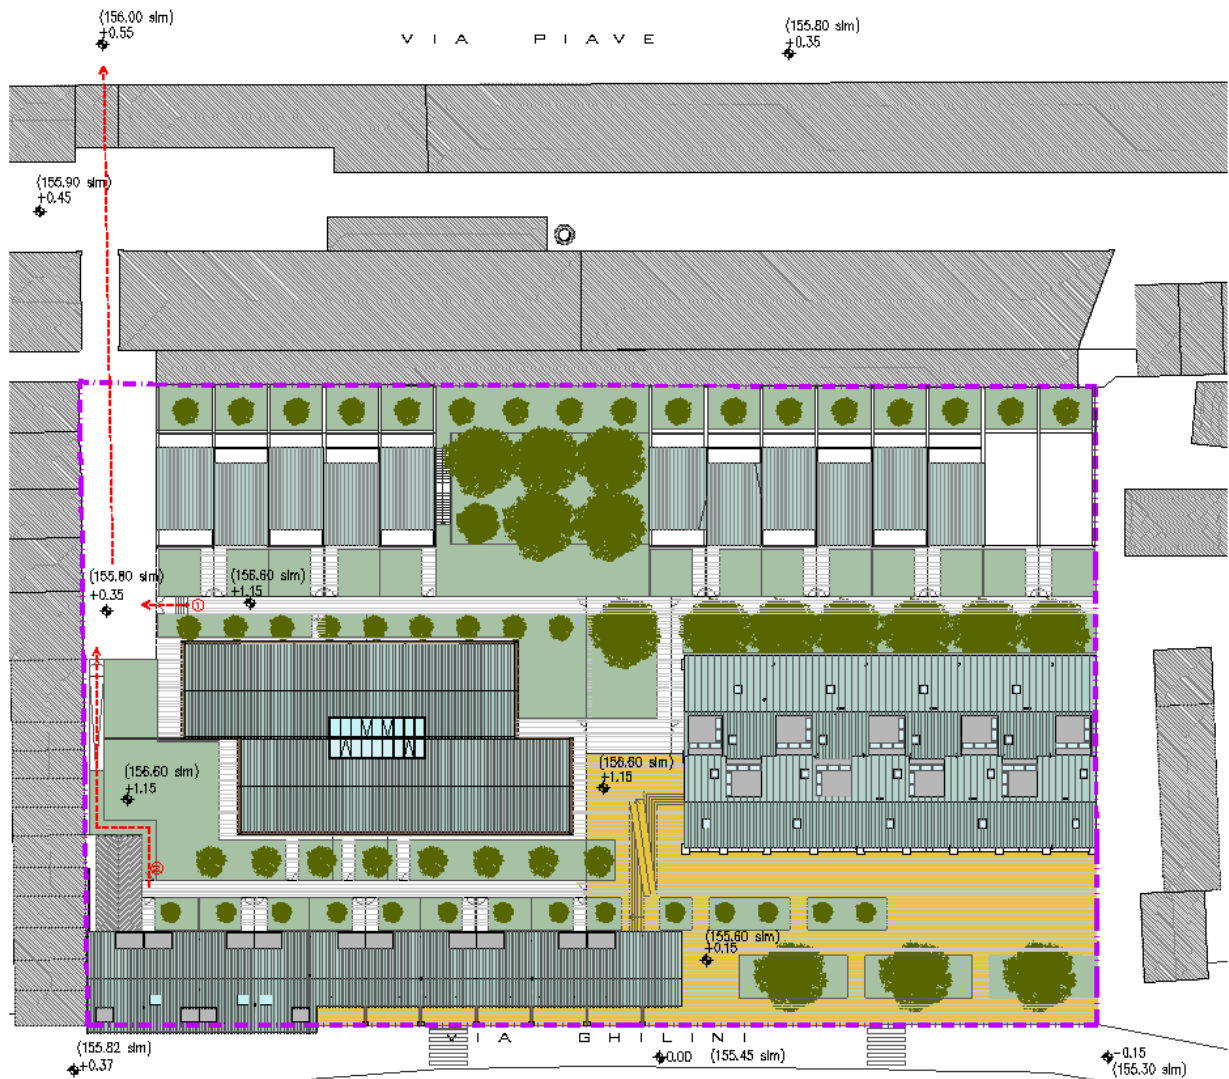 (156.00 slm)
+0.55
VIA PIAVE
(155.80 slm)
+0.35
(155.90 slm)
+0.45
(155.80 slm)
+0.35
(156.60 slm)
+1.15
1
(156.60 slm)
+1.15
(156.60 slm)
+1.15
2
(155.60 slm)
+0.15
VIA GHILINI
(155.82 slm)
+0.37
+0.00 (155.45 slm)
-0.15
(155.30 slm)